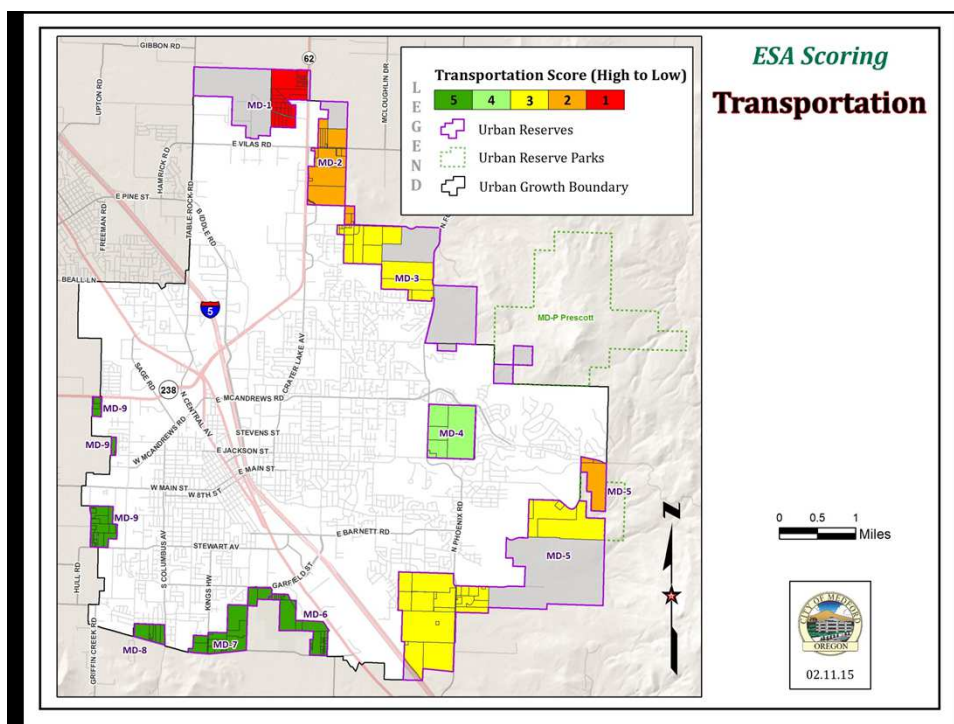 ESA Scoring
Transportation
LEGEND
Transportation Score (High to Low)
5 4 3 2 1
Urban Reserves
Urban Reserve Parks
Urban Growth Boundary
GIBBON RD
62
UPTON RD
MCLOUGHLIN DR
MD-1
E VILAS RD
HAMRICK RD
MD-2
TABLE ROCK RD
E PINE ST
FREEMAN RD
BIDDLE RD
MD-3
BEALL LN
5
MD-P Prescott
CRATER LAKE AV
SAGE RD
238
N CENTRAL AV
E MCANDREWS RD
MD-9
STEVENS ST
MD-4
MD-9
W MCANDREWS RD
E JACKSON ST
E MAIN ST
W MAIN ST
W 8TH ST
MD-5
MD-9
E BARNETT RD
N PHOENIX RD
STEWART AV
MD-5
HULL RD
S COLUMBUS AV
KINGS HW
GARFIELD ST
MD-6
MD-7
MD-8
GRIFFIN CREEK RD
N
0 0.5 1
Miles
CITY OF MEDFORD
OREGON
02.11.15